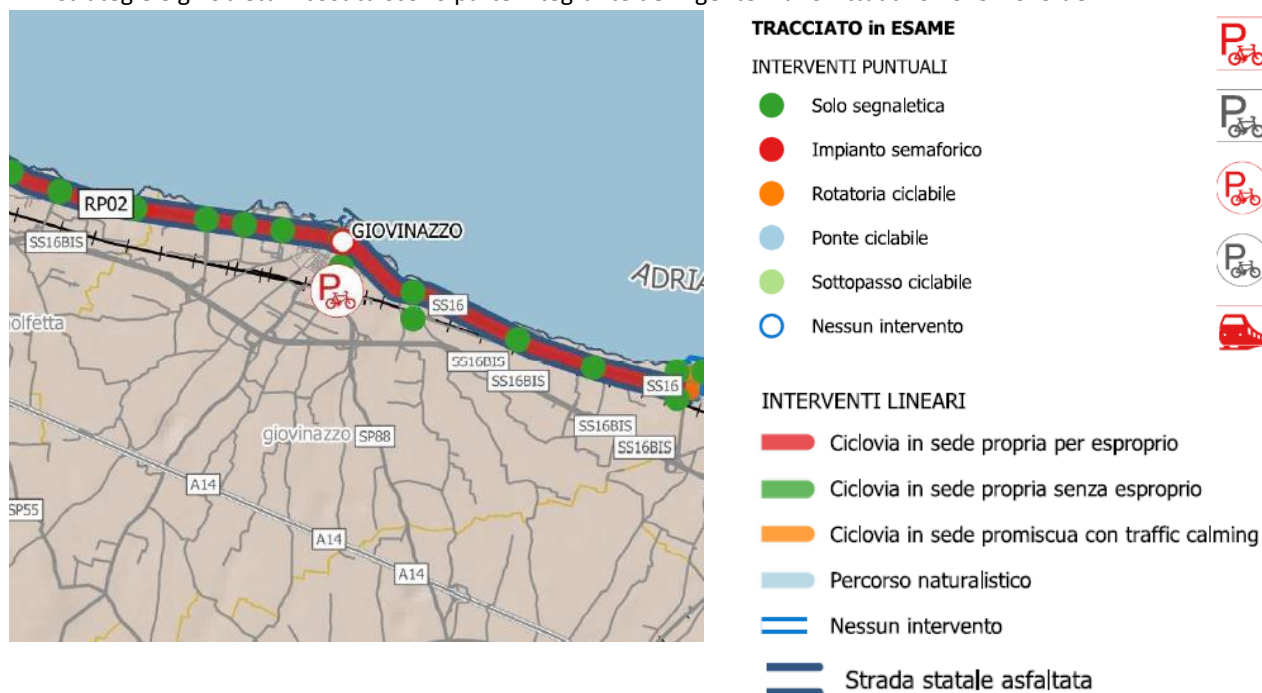 RP02
GIOVINAZZO
SS16BIS
ADRIA
P
SS16
olfetta
SS16BIS
SS16BIS
SS16
giovinazzo
SP88
SS16BIS
SS16BIS
A14
SP55
A14
A14
TRACCIATO in ESAME
INTERVENTI PUNTUALI
Solo segnaletica
Impianto semaforico
Rotatoria ciclabile
Ponte ciclabile
Sottopasso ciclabile
Nessun intervento
P
P
P
P
INTERVENTI LINEARI
Ciclovia in sede propria per esproprio
Ciclovia in sede propria senza esproprio
Ciclovia in sede promiscua con traffic calming
Percorso naturalistico
Nessun intervento
Strada statale asfaltata